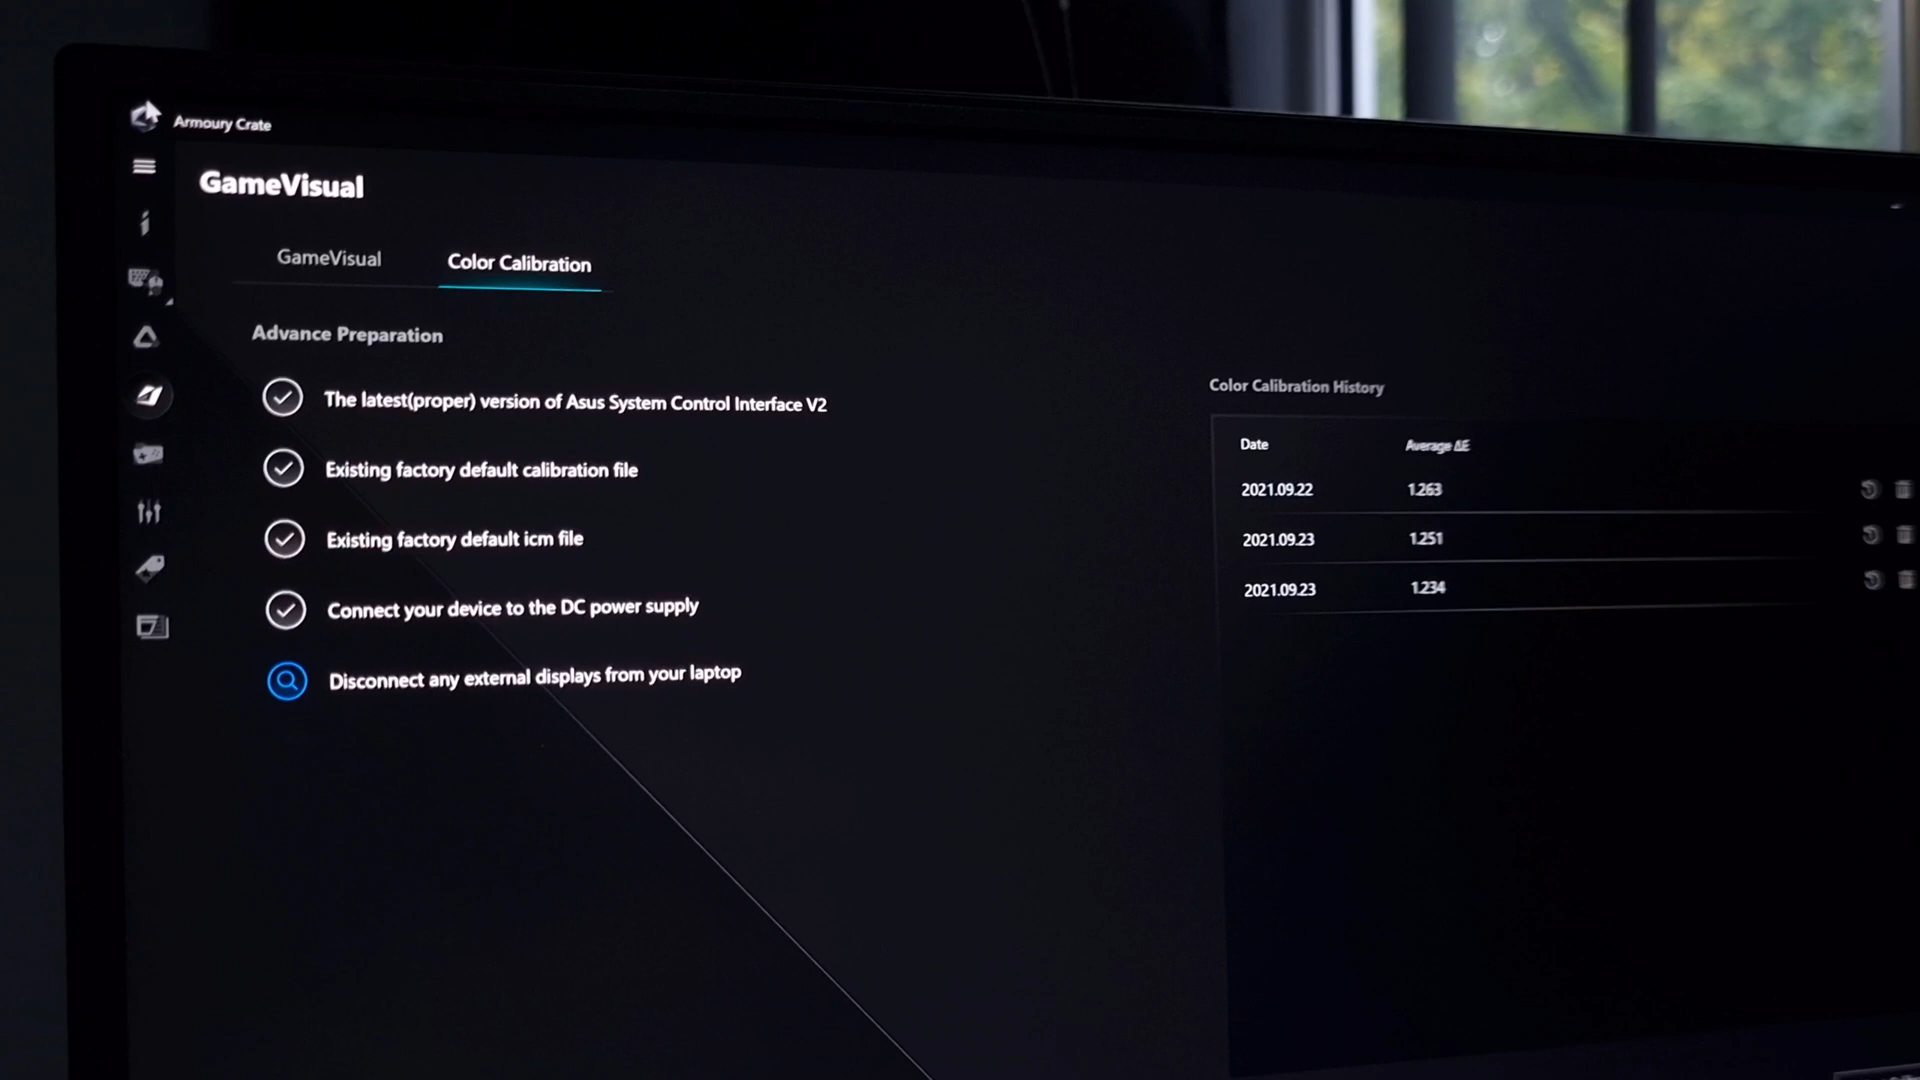 Armoury Crate
GameVisual
GameVisual
Color Calibration
Advance Preparation
The latest(proper) version of Asus System Control Interface V2
Existing factory default calibration file
Existing factory default icm file
Connect your device to the DC power supply
Disconnect any external displays from your laptop
Color Calibration History
Date Average ΔE
2021.09.22 1.263
2021.09.23 1.251
2021.09.23 1.234